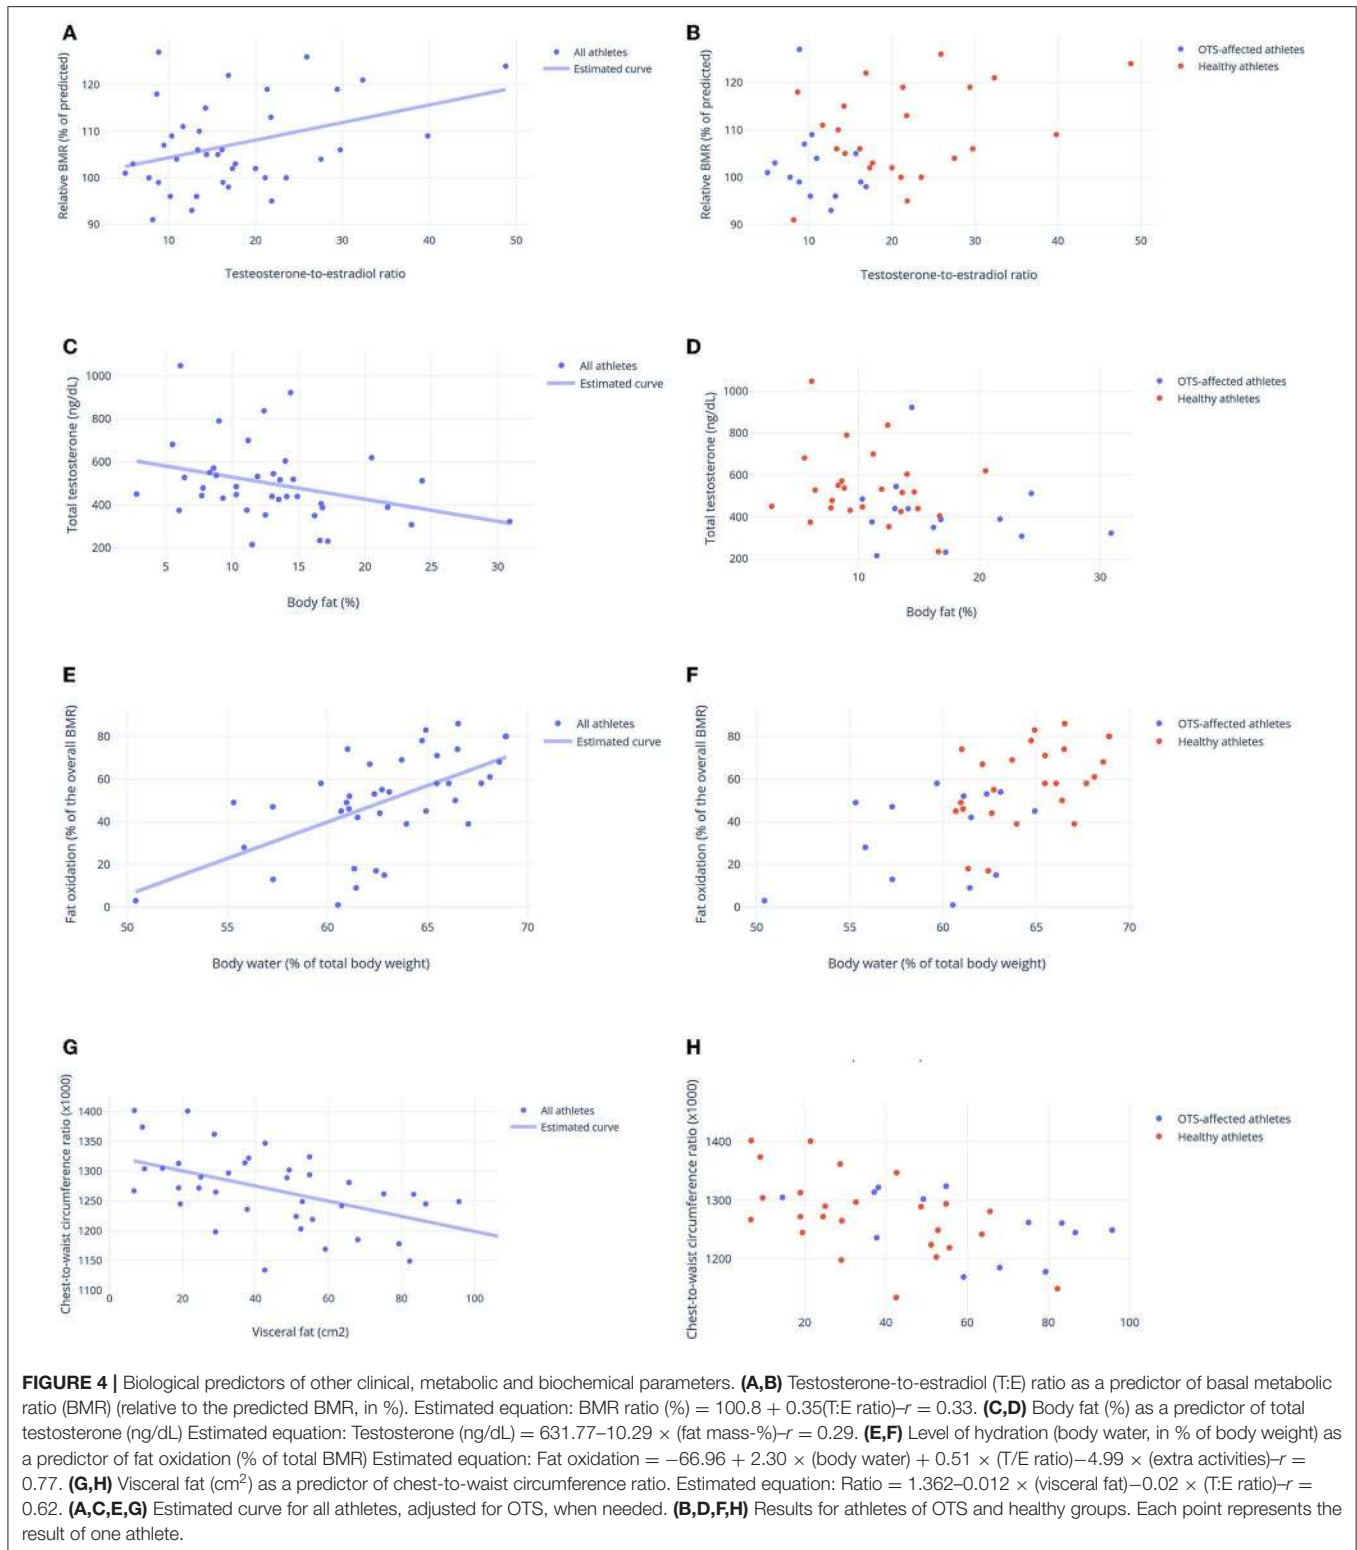 A
Relative BMR (% of predicted)
120
110
100
90
10
20
30
40
50
Testeosterone-to-estradiol ratio
All athletes
Estimated curve
B
Relative BMR (% of predicted)
120
110
100
90
10
20
30
40
50
Testosterone-to-estradiol ratio
OTS-affected athletes
Healthy athletes
C
Total testosterone (ng/dL)
1000
800
600
400
200
5
10
15
20
25
30
Body fat (%)
All athletes
Estimated curve
D
Total testosterone (ng/dL)
1000
800
600
400
200
10
20
30
Body fat (%)
OTS-affected athletes
Healthy athletes
E
Fat oxidation (% of the overall BMR)
80
60
40
20
0
50
55
60
65
70
Body water (% of total body weight)
All athletes
Estimated curve
F
Fat oxidation (% of the overall BMR)
80
60
40
20
0
50
55
60
65
70
Body water (% of total body weight)
OTS-affected athletes
Healthy athletes
G
Chest-to-waist circumference ratio (x1000)
1400
1350
1300
1250
1200
1150
1100
0
20
40
60
80
100
Visceral fat (cm2)
All athletes
Estimated curve
H
Chest-to-waist circumference ratio (x1000)
1400
1300
1200
20
40
60
80
100
OTS-affected athletes
Healthy athletes
FIGURE 4 | Biological predictors of other clinical, metabolic and biochemical parameters. (A,B) Testosterone-to-estradiol (T:E) ratio as a predictor of basal metabolic
ratio (BMR) (relative to the predicted BMR, in %). Estimated equation: BMR ratio (%) = 100.8 + 0.35(T:E ratio)–r = 0.33. (C,D) Body fat (%) as a predictor of total
testosterone (ng/dL) Estimated equation: Testosterone (ng/dL) = 631.77–10.29 × (fat mass-%)–r = 0.29. (E,F) Level of hydration (body water, in % of body weight) as
a predictor of fat oxidation (% of total BMR) Estimated equation: Fat oxidation = −66.96 + 2.30 × (body water) + 0.51 × (T/E ratio)−4.99 × (extra activities)–r =
0.77. (G,H) Visceral fat (cm²) as a predictor of chest-to-waist circumference ratio. Estimated equation: Ratio = 1.362–0.012 × (visceral fat)−0.02 × (T:E ratio)–r =
0.62. (A,C,E,G) Estimated curve for all athletes, adjusted for OTS, when needed. (B,D,F,H) Results for athletes of OTS and healthy groups. Each point represents the
result of one athlete.